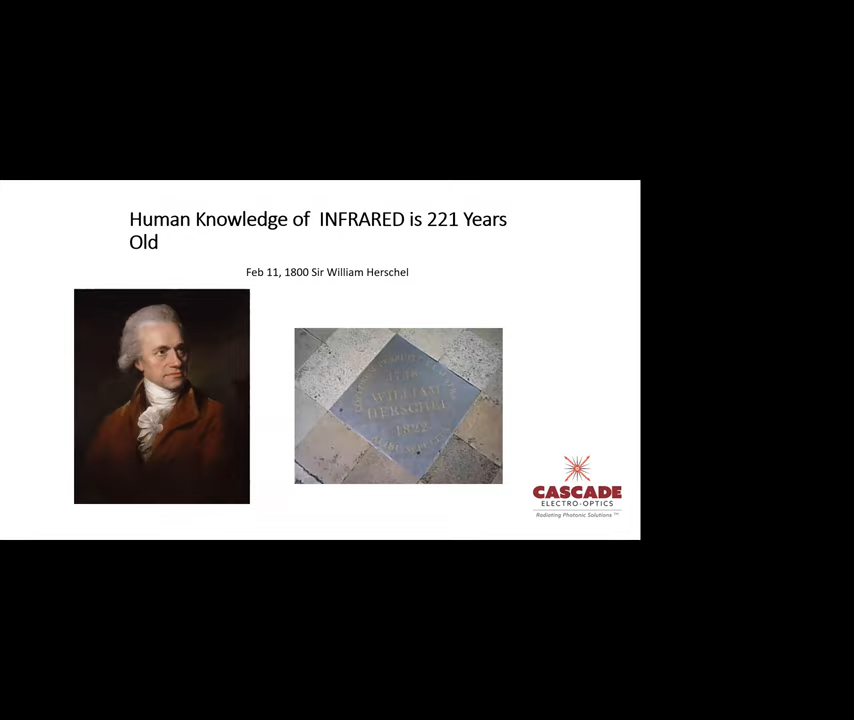 Human Knowledge of  INFRARED is 221 Years
Old
Feb 11, 1800 Sir William Herschel
WILLIAM
HERSCHEL
1822
CASCADE
ELECTRO-OPTICS
Radiating Photonic Solutions ™